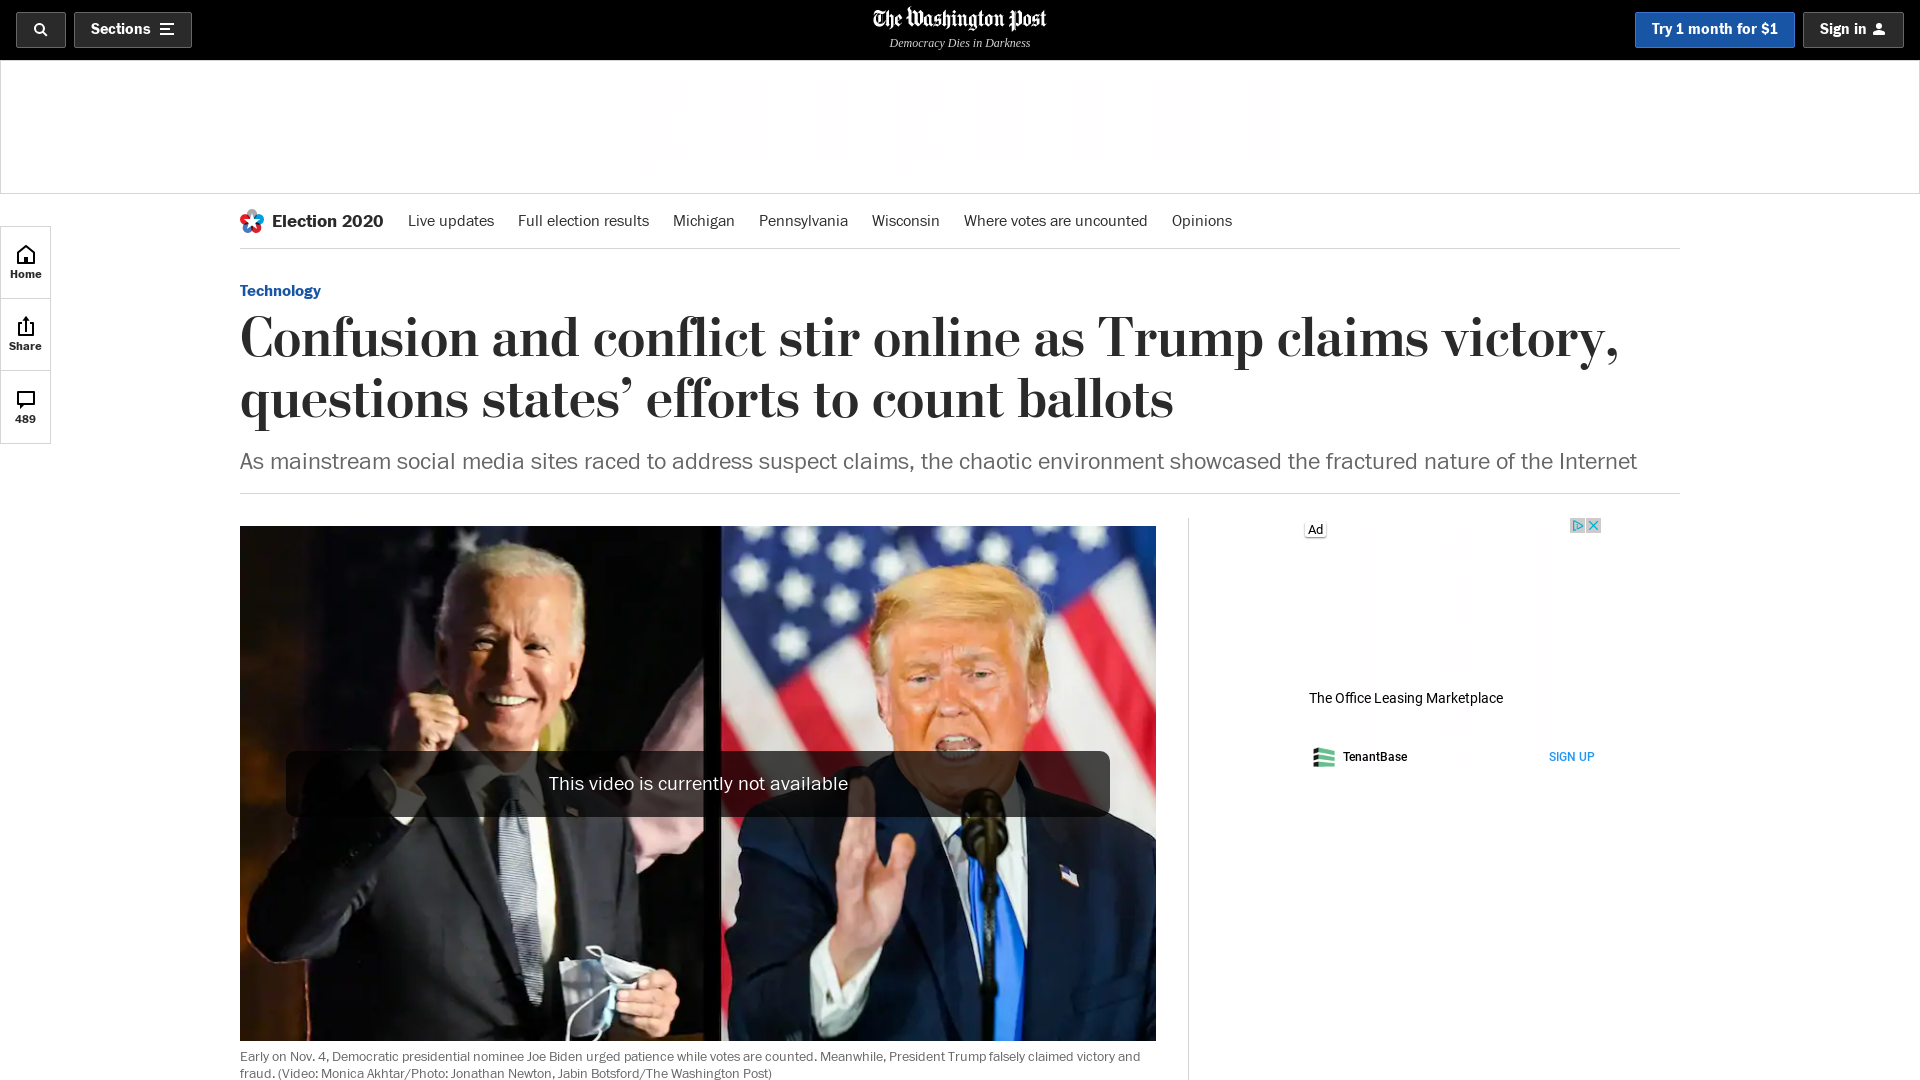 Sections
The Washington Post
Democracy Dies in Darkness
Try 1 month for $1
Sign in
Election 2020
Live updates
Full election results
Michigan
Pennsylvania
Wisconsin
Where votes are uncounted
Opinions
Home
Share
489
Technology
Confusion and conflict stir online as Trump claims victory,
questions states’ efforts to count ballots
As mainstream social media sites raced to address suspect claims, the chaotic environment showcased the fractured nature of the Internet
This video is currently not available
Early on Nov. 4, Democratic presidential nominee Joe Biden urged patience while votes are counted. Meanwhile, President Trump falsely claimed victory and
fraud. (Video: Monica Akhtar/Photo: Jonathan Newton, Jabin Botsford/The Washington Post)
Ad
The Office Leasing Marketplace
TenantBase
SIGN UP